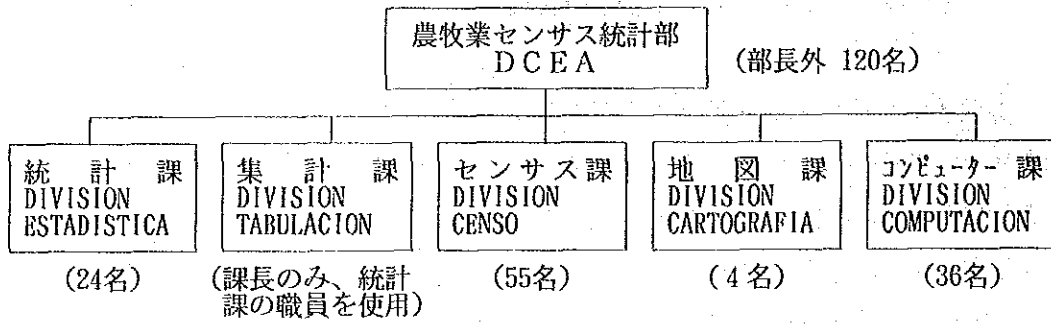 農牧業センサス統計部
DCEA
(部長外 120名)
統計課
DIVISION
ESTADISTICA
集計課
DIVISION
TABULACION
センサス課
DIVISION
CENSO
地図課
DIVISION
CARTOGRAFIA
コンピューター課
DIVISION
COMPUTACION
(24名)
(課長のみ、統計
課の職員を使用)
(55名)
(4名)
(36名)